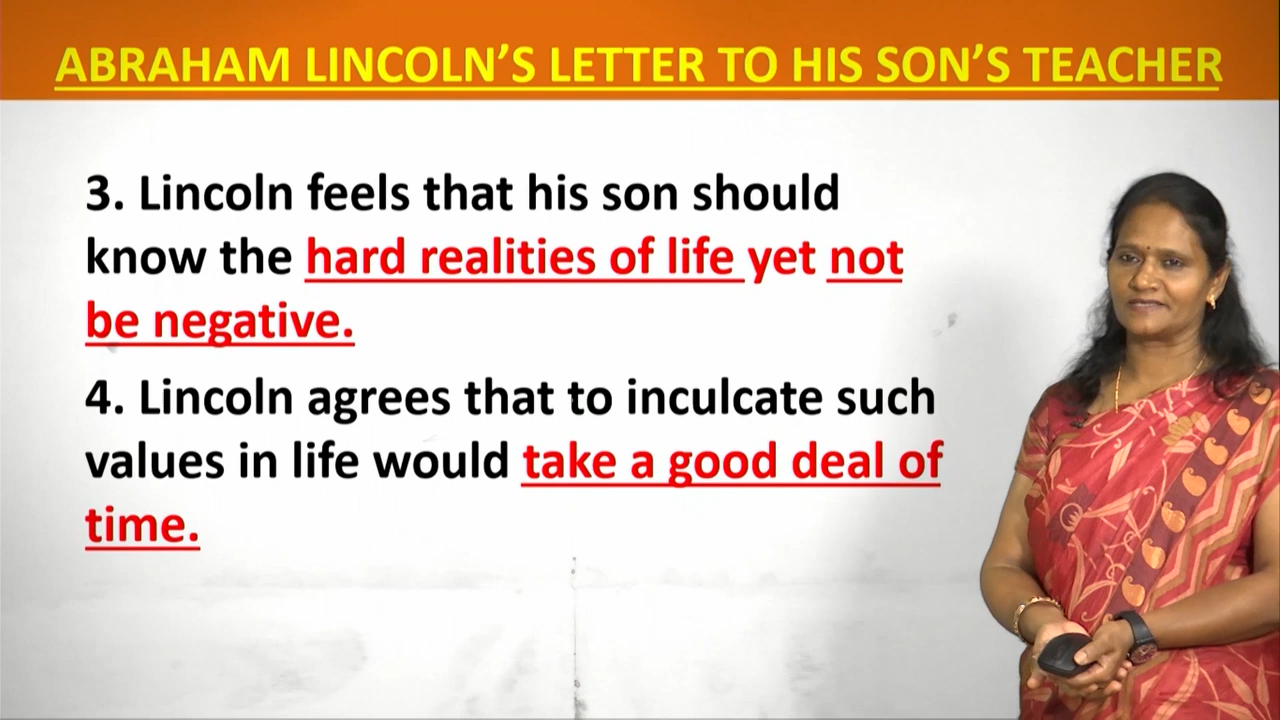 ABRAHAM LINCOLN’S LETTER TO HIS SON’S TEACHER
3. Lincoln feels that his son should
know the hard realities of life yet not
be negative.
4. Lincoln agrees that to inculcate such
values in life would take a good deal of
time.